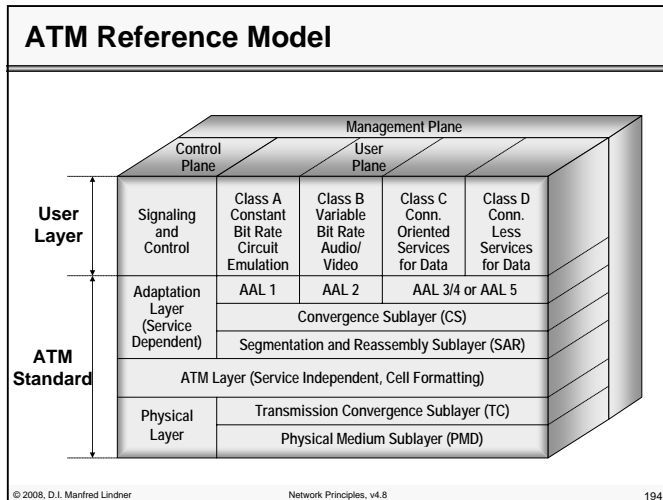 ATM Reference Model
Management Plane
Control
Plane
User
Plane
User
Layer
Signaling
and
Control
Class A
Constant
Bit Rate
Circuit
Emulation
Class B
Variable
Bit Rate
Audio/
Video
Class C
Conn.
Oriented
Services
for Data
Class D
Conn.
Less
Services
for Data
ATM
Standard
Adaptation
Layer
(Service
Dependent)
AAL 1
AAL 2
AAL 3/4 or AAL 5
Convergence Sublayer (CS)
Segmentation and Reassembly Sublayer (SAR)
ATM Layer (Service Independent, Cell Formatting)
Physical
Layer
Transmission Convergence Sublayer (TC)
Physical Medium Sublayer (PMD)
© 2008, D.I. Manfred Lindner
Network Principles, v4.8
194